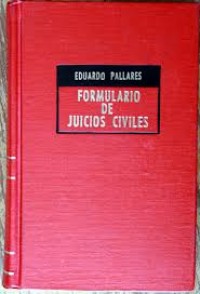 EDUARDO PALLARES
FORMULARIO
DE
JUICIOS CIVILES